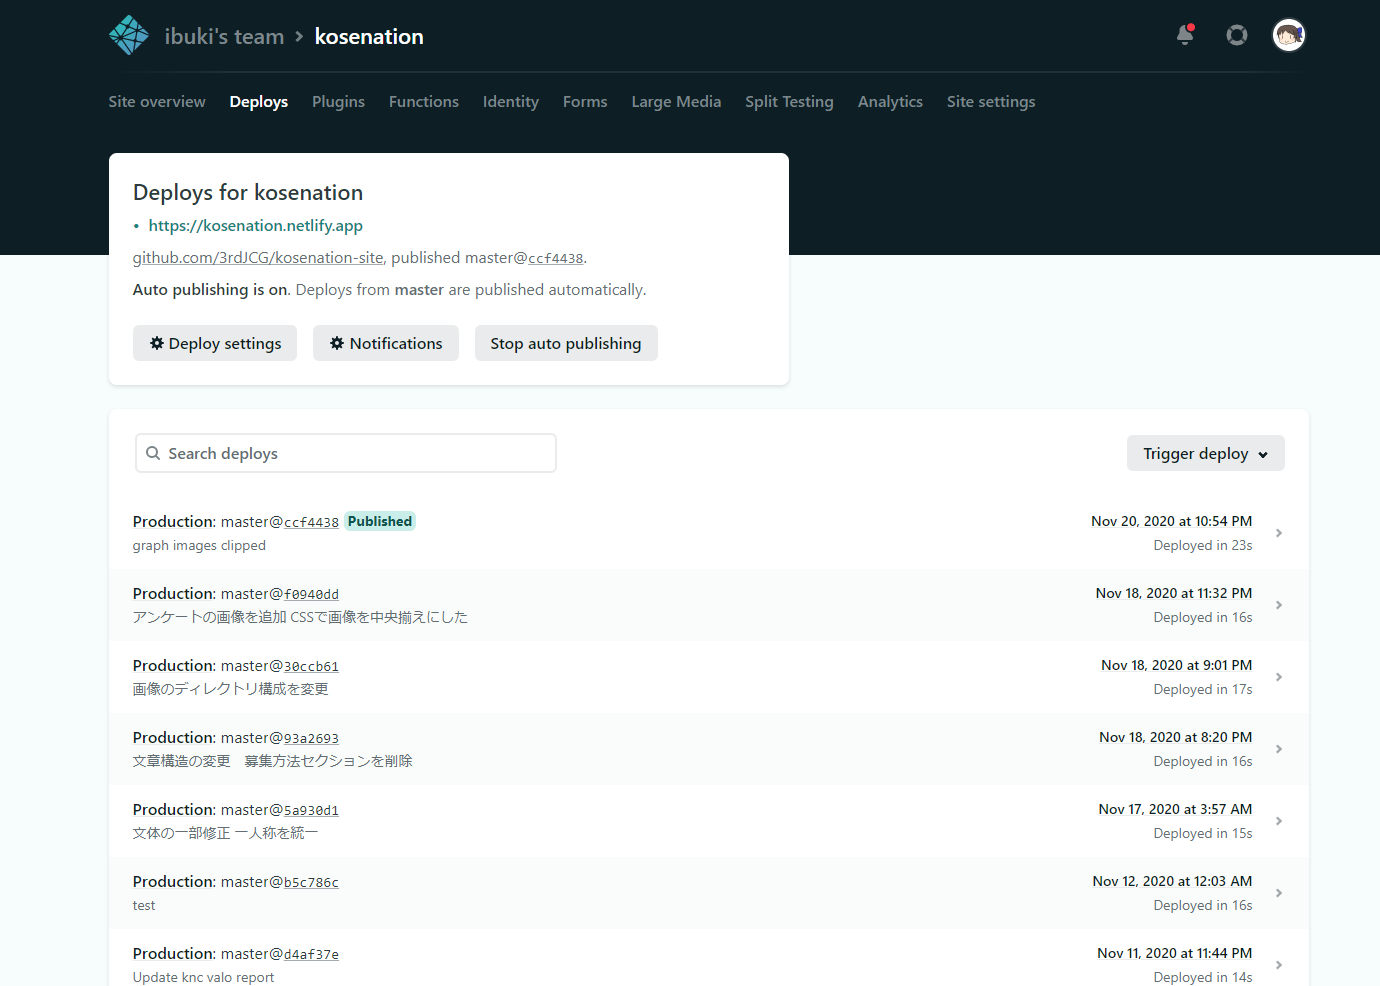 ibuki's team > kosenation
Site overview Deploys Plugins Functions Identity Forms Large Media Split Testing Analytics Site settings
Deploys for kosenation
• https://kosenation.netlify.app
github.com/3rdJCG/kosenation-site, published master@ccf4438.
Auto publishing is on. Deploys from master are published automatically.
Deploy settings Notifications Stop auto publishing
Search deploys Trigger deploy
Production: master@ccf4438 Published Nov 20, 2020 at 10:54 PM
graph images clipped Deployed in 23s
Production: master@f0940dd Nov 18, 2020 at 11:32 PM
アンケートの画像を追加 CSSで画像を中央揃えにした Deployed in 16s
Production: master@30ccb61 Nov 18, 2020 at 9:01 PM
画像のディレクトリ構成を変更 Deployed in 17s
Production: master@93a2693 Nov 18, 2020 at 8:20 PM
文章構造の変更　募集方法セクションを削除 Deployed in 16s
Production: master@5a930d1 Nov 17, 2020 at 3:57 AM
文体の一部修正 一人称を統一 Deployed in 15s
Production: master@b5c786c Nov 12, 2020 at 12:03 AM
test Deployed in 16s
Production: master@d4af37e Nov 11, 2020 at 11:44 PM
Update knc valo report Deployed in 14s